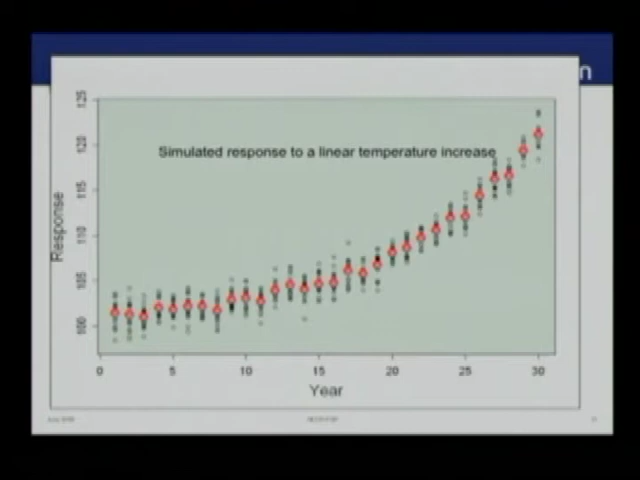 n
Simulated response to a linear temperature increase
Response
125
120
115
110
105
100
0 5 10 15 20 25 30
Year